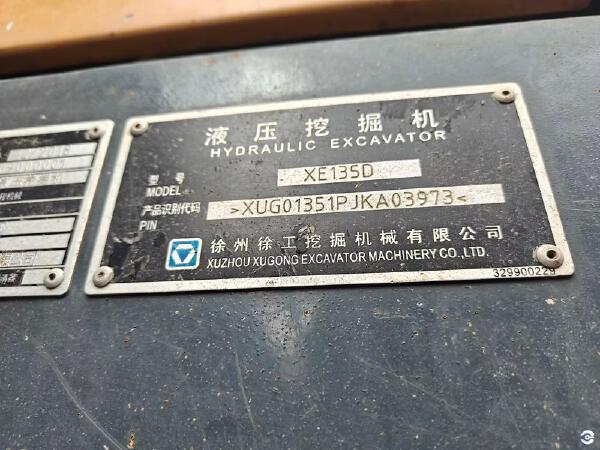 液压挖掘机
HYDRAULIC EXCAVATOR
型号 XE135D
MODEL
产品识别代码 >XUG01351PJKA03973<
PIN
徐州徐工挖掘机械有限公司
XUZHOU XUGONG EXCAVATOR MACHINERY CO.,LTD.
329900229